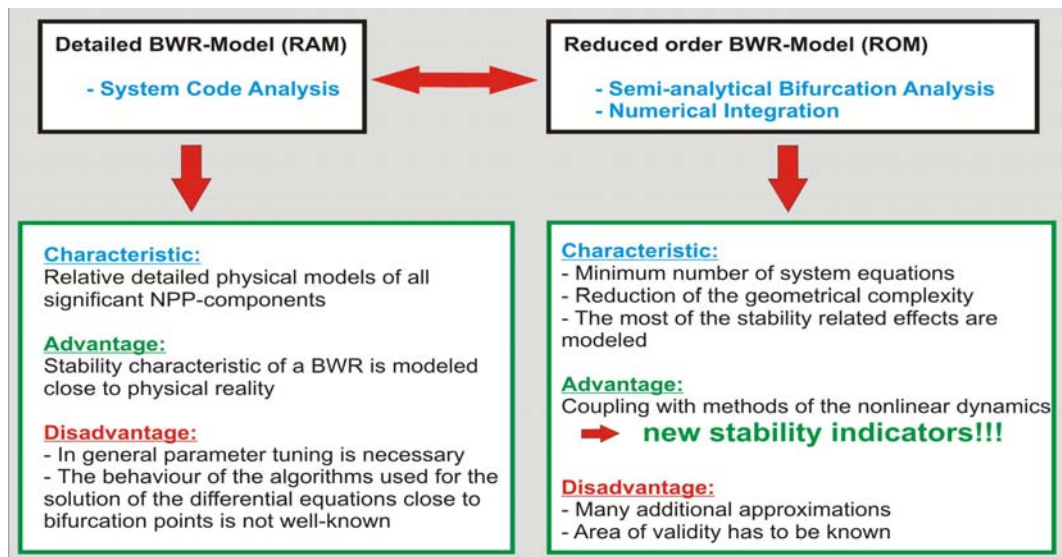 Detailed BWR-Model (RAM)
- System Code Analysis
Reduced order BWR-Model (ROM)
- Semi-analytical Bifurcation Analysis
- Numerical Integration
Characteristic:
Relative detailed physical models of all
significant NPP-components
Advantage:
Stability characteristic of a BWR is modeled
close to physical reality
Disadvantage:
- In general parameter tuning is necessary
- The behaviour of the algorithms used for the
solution of the differential equations close to
bifurcation points is not well-known
Characteristic:
- Minimum number of system equations
- Reduction of the geometrical complexity
- The most of the stability related effects are
modeled
Advantage:
Coupling with methods of the nonlinear dynamics
new stability indicators!!!
Disadvantage:
- Many additional approximations
- Area of validity has to be known